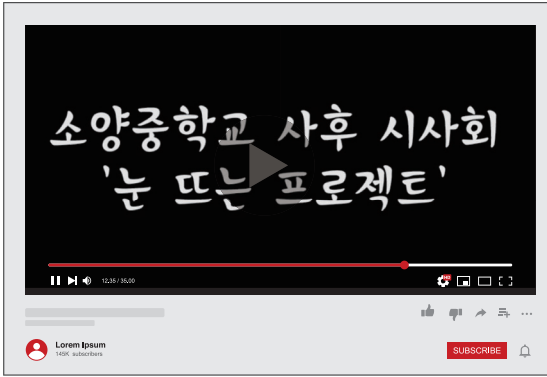 소양중학교 사후 시사회
'눈 뜨는 프로젝트'
12,35 / 35,00
HD
Lorem Ipsum
145K subscribers
SUBSCRIBE